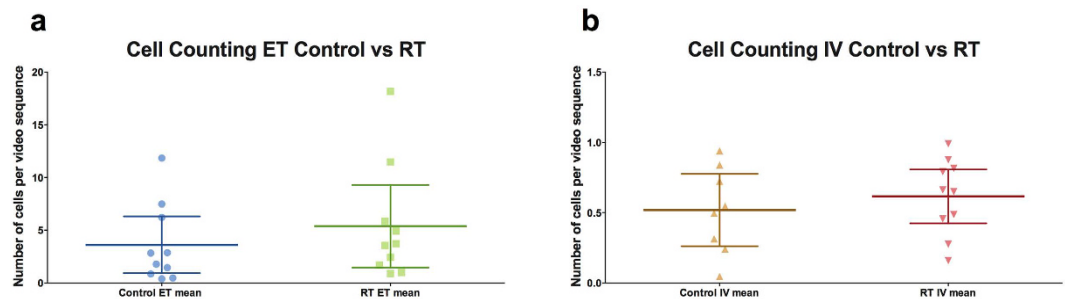 a
Cell Counting ET Control vs RT
Number of cells per video sequence
20
15
10
5
0
Control ET mean
RT ET mean
b
Cell Counting IV Control vs RT
Number of cells per video sequence
1.5
1.0
0.5
0.0
Control IV mean
RT IV mean